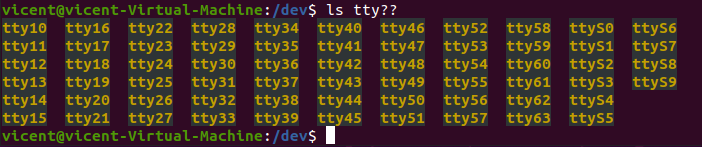 vicent@vicent-Virtual-Machine:/dev$ ls tty??
tty10 tty16 tty22 tty28 tty34 tty40 tty46 tty52 tty58 ttyS0 ttyS6
tty11 tty17 tty23 tty29 tty35 tty41 tty47 tty53 tty59 ttyS1 ttyS7
tty12 tty18 tty24 tty30 tty36 tty42 tty48 tty54 tty60 ttyS2 ttyS8
tty13 tty19 tty25 tty31 tty37 tty43 tty49 tty55 tty61 ttyS3 ttyS9
tty14 tty20 tty26 tty32 tty38 tty44 tty50 tty56 tty62 ttyS4
tty15 tty21 tty27 tty33 tty39 tty45 tty51 tty57 tty63 ttyS5
vicent@vicent-Virtual-Machine:/dev$